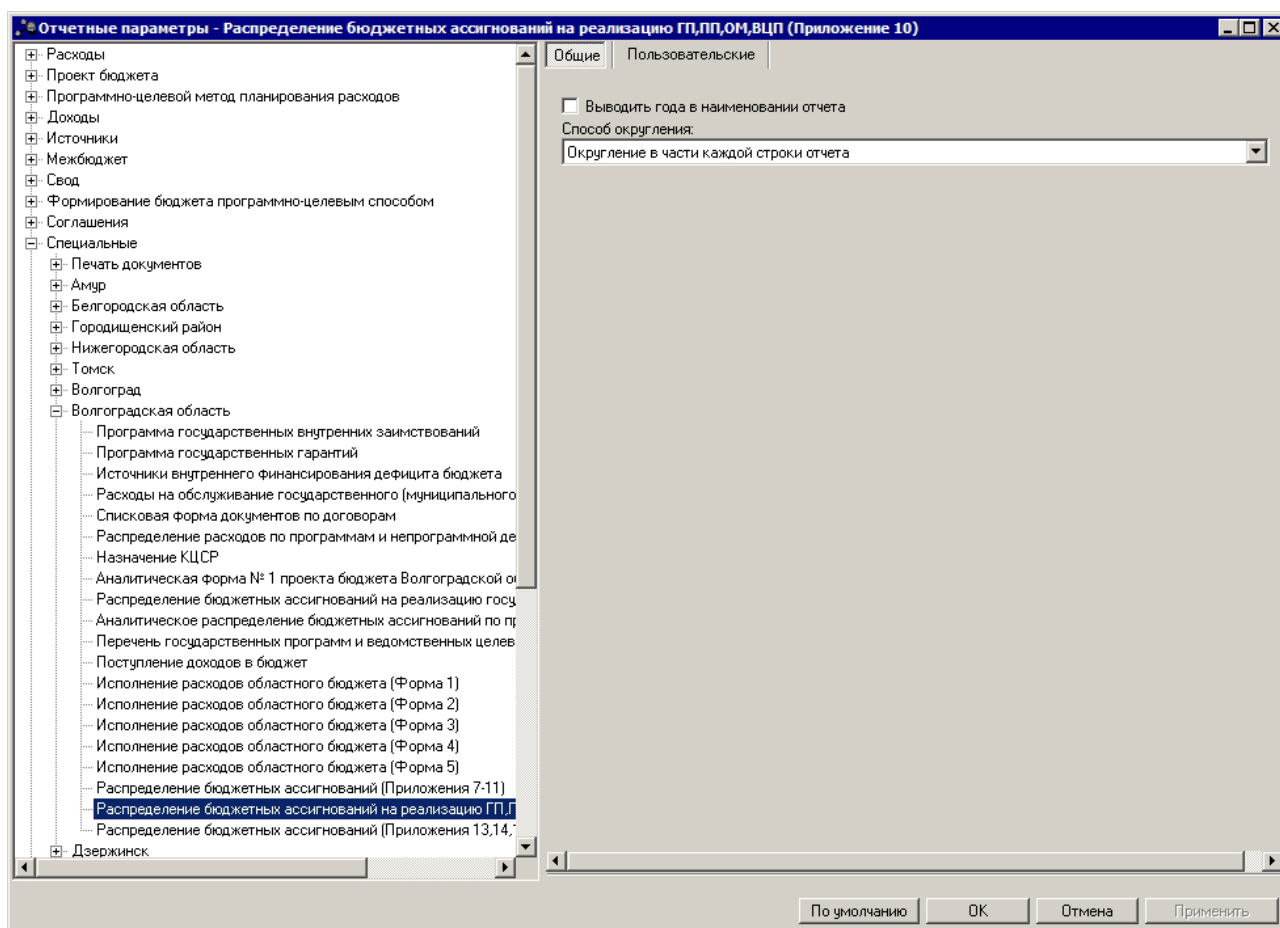 Отчетные параметры - Распределение бюджетных ассигнований на реализацию ГП,ПП,ОМ,ВЦП (Приложение 10)
Расходы
Проект бюджета
Программно-целевой метод планирования расходов
Доходы
Источники
Межбюджет
Свод
Формирование бюджета программно-целевым способом
Соглашения
Специальные
Печать документов
Амур
Белгородская область
Городищенский район
Нижегородская область
Томск
Волгоград
Волгоградская область
Программа государственных внутренних заимствований
Программа государственных гарантий
Источники внутреннего финансирования дефицита бюджета
Расходы на обслуживание государственного (муниципального
Списковая форма документов по договорам
Распределение расходов по программам и непрограммной де
Назначение КЦСР
Аналитическая форма № 1 проекта бюджета Волгоградской о
Распределение бюджетных ассигнований на реализацию госу
Аналитическое распределение бюджетных ассигнований по п
Перечень государственных программ и ведомственных целев
Поступление доходов в бюджет
Исполнение расходов областного бюджета (Форма 1)
Исполнение расходов областного бюджета (Форма 2)
Исполнение расходов областного бюджета (Форма 3)
Исполнение расходов областного бюджета (Форма 4)
Исполнение расходов областного бюджета (Форма 5)
Распределение бюджетных ассигнований (Приложения 7-11)
Распределение бюджетных ассигнований на реализацию ГП,П
Распределение бюджетных ассигнований (Приложения 13,14,
Дзержинск
Общие Пользовательские
Выводить года в наименовании отчета
Способ округления:
Округление в части каждой строки отчета
По умолчанию OK Отмена Применить